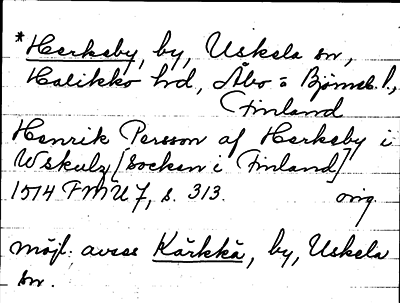 *Herkeby, by, Uskela sn,
Halikko hd, Åbo o Björneb. l.,
Finland
Henrik Persson af Herkeby i
Wskulz [socken i Finland]
1514 FMU 7, s. 313. orig.
möjl. avses Kärkkä, by, Uskela
sn.